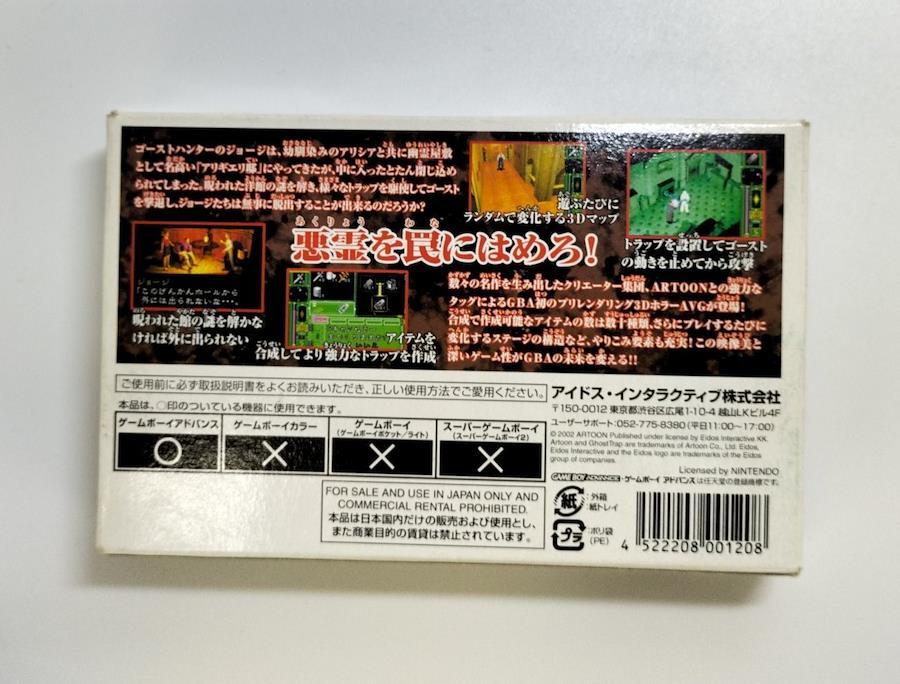 ゴーストハンターのジョージは、幼馴染みのアリシアと共に幽霊屋敷
として名高い「アリギエリ邸」にやってきたが、中に入ったとたん閉じ込め
られてしまった。呪われた洋館の謎を解き、様々なトラップを駆使してゴースト
を撃退し、ジョージたちは無事に脱出することが出来るのだろうか?
遊ぶたびに
ランダムで変化する3Dマップ
トラップを設置してゴースト
の動きを止めてから攻撃
あくりょう わな
悪霊を罠にはめろ!
ジョージ
「このげんかんホールから
外には出られないな・・・。
呪われた館の謎を解かな
ければ外に出られない
アイテムを
合成してより強力なトラップを作成
数々の名作を生み出したクリエーター集団、ARTOONとの強力な
タッグによるGBA初のプリレンダリング3DホラーAVGが登場!
合成で作成可能なアイテムの数は数十種類、さらにプレイするたびに
変化するステージの構造など、やりこみ要素も充実!この映像美と
深いゲーム性がGBAの未来を変える!!
ご使用前に必ず取扱説明書をよくお読みいただき、正しい使用方法でご愛用ください。
本品は、○印のついている機器に使用できます。
ゲームボーイアドバンス ゲームボーイカラー ゲームボーイ (ゲームボーイポケット/ライト) スーパーゲームボーイ (スーパーゲームボーイ2)
○ × × ×
FOR SALE AND USE IN JAPAN ONLY AND
COMMERCIAL RENTAL PROHIBITED.
本品は日本国内だけの販売および使用とし、
また商業目的の賃貸は禁止されています。
アイドス・インタラクティブ株式会社
〒150-0012 東京都渋谷区広尾1-10-4 越山LKビル4F
ユーザーサポート:052-775-8380 (平日11:00~17:00)
© 2002 ARTOON Published under license by Eidos Interactive KK.
Artoon and GhostTrap are trademarks of Artoon Co., Ltd. Eidos,
Eidos Interactive and the Eidos logo are trademarks of the Eidos
group of companies.
Licensed by NINTENDO
GAME BOY ADVANCE・ゲームボーイ アドバンスは任天堂の登録商標です。
紙 :外箱
:紙トレイ
プラ :ポリ袋
(PE)
4 522208 001208